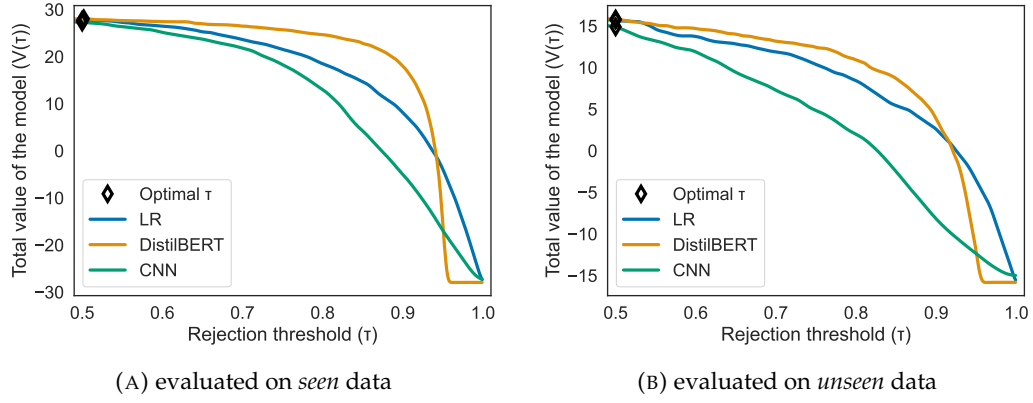 Total value of the model (V(τ))
30
20
10
0
−10
−20
−30
Optimal τ
LR
DistilBERT
CNN
0.5 0.6 0.7 0.8 0.9 1.0
Rejection threshold (τ)
(A) evaluated on seen data
Total value of the model (V(τ))
15
10
5
0
−5
−10
−15
Optimal τ
LR
DistilBERT
CNN
0.5 0.6 0.7 0.8 0.9 1.0
Rejection threshold (τ)
(B) evaluated on unseen data